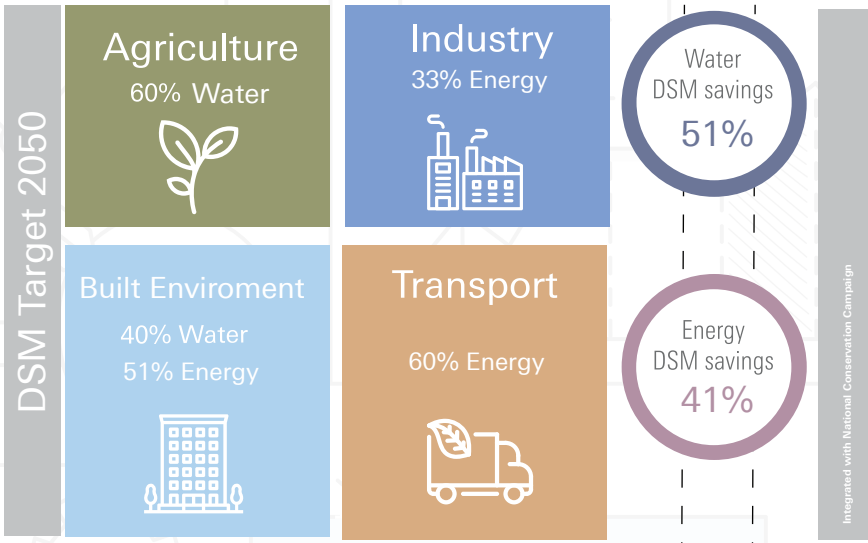 DSM Target 2050
Agriculture
60% Water
Industry
33% Energy
Built Enviroment
40% Water
51% Energy
Transport
60% Energy
Water
DSM savings
51%
Energy
DSM savings
41%
Integrated with National Conservation Campaign